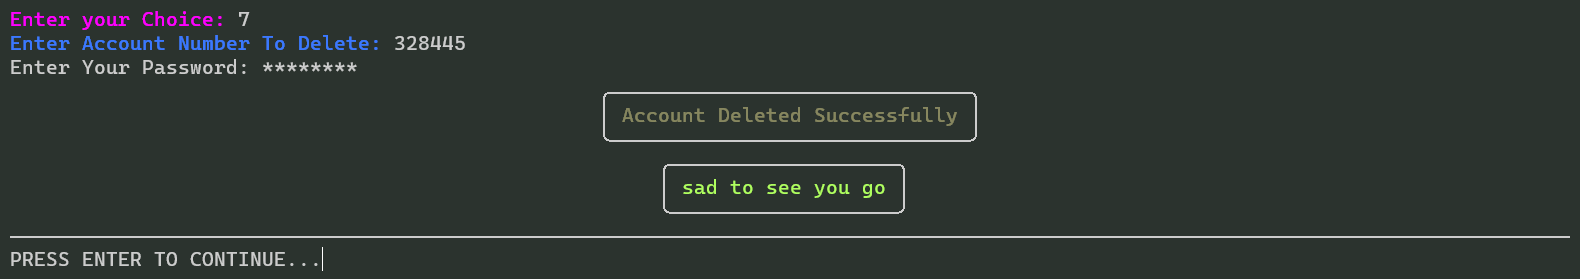 Enter your Choice: 7
Enter Account Number To Delete: 328445
Enter Your Password: ********
Account Deleted Successfully
sad to see you go
PRESS ENTER TO CONTINUE...